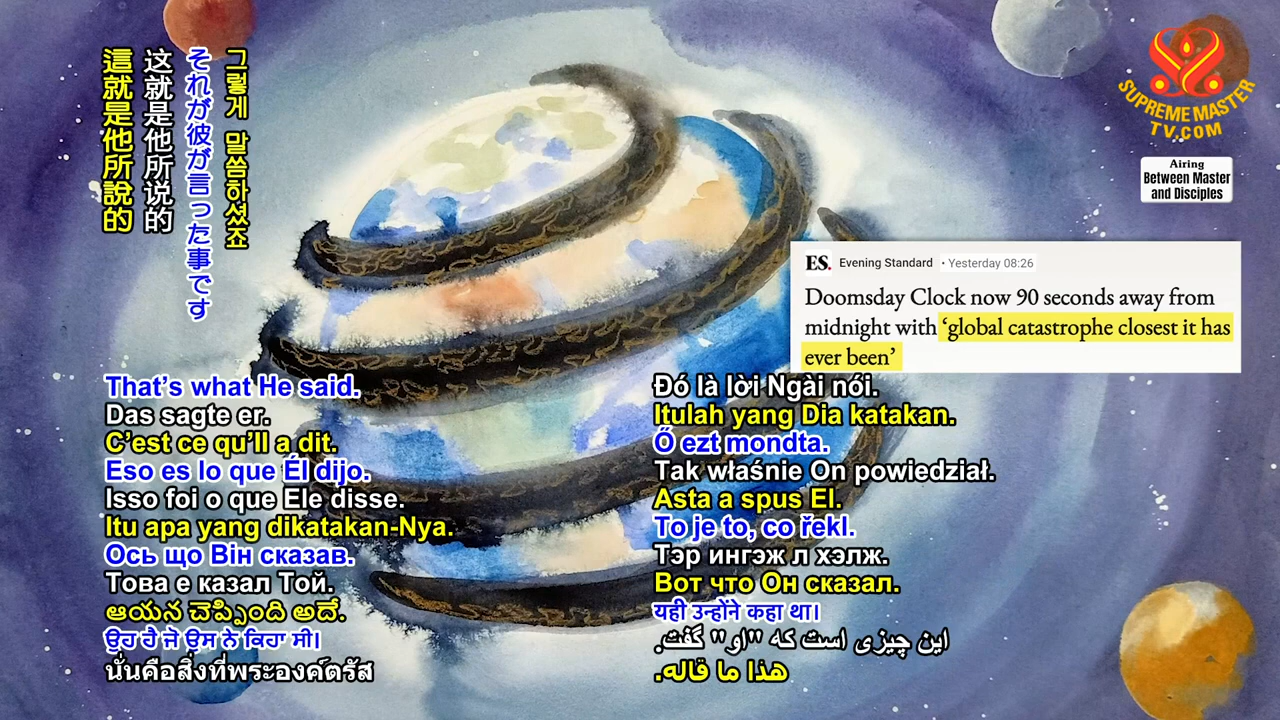 這就是他所說的
这就是他所说的
それが彼が言った事です
그렇게 말씀하셨죠
SUPREME MASTER
TV.COM
Airing
Between Master
and Disciples
ES. Evening Standard • Yesterday 08:26
Doomsday Clock now 90 seconds away from
midnight with ‘global catastrophe closest it has
ever been’
That’s what He said.
Das sagte er.
C’est ce qu’Il a dit.
Eso es lo que Él dijo.
Isso foi o que Ele disse.
Itu apa yang dikatakan-Nya.
Ось що Він сказав.
Това е казал Той.
ఆయన చెప్పింది అదే.
ਉਹ ਹੈ ਜੋ ਉਸ ਨੇ ਕਿਹਾ ਸੀ।
นั่นคือสิ่งที่พระองค์ตรัส
Đó là lời Ngài nói.
Itulah yang Dia katakan.
Ő ezt mondta.
Tak właśnie On powiedział.
Asta a spus El.
To je to, co řekl.
Тэр ингэж л хэлж.
Вот что Он сказал.
यही उन्होंने कहा था।
این چیزی است که "او" گفت.
هذا ما قاله.